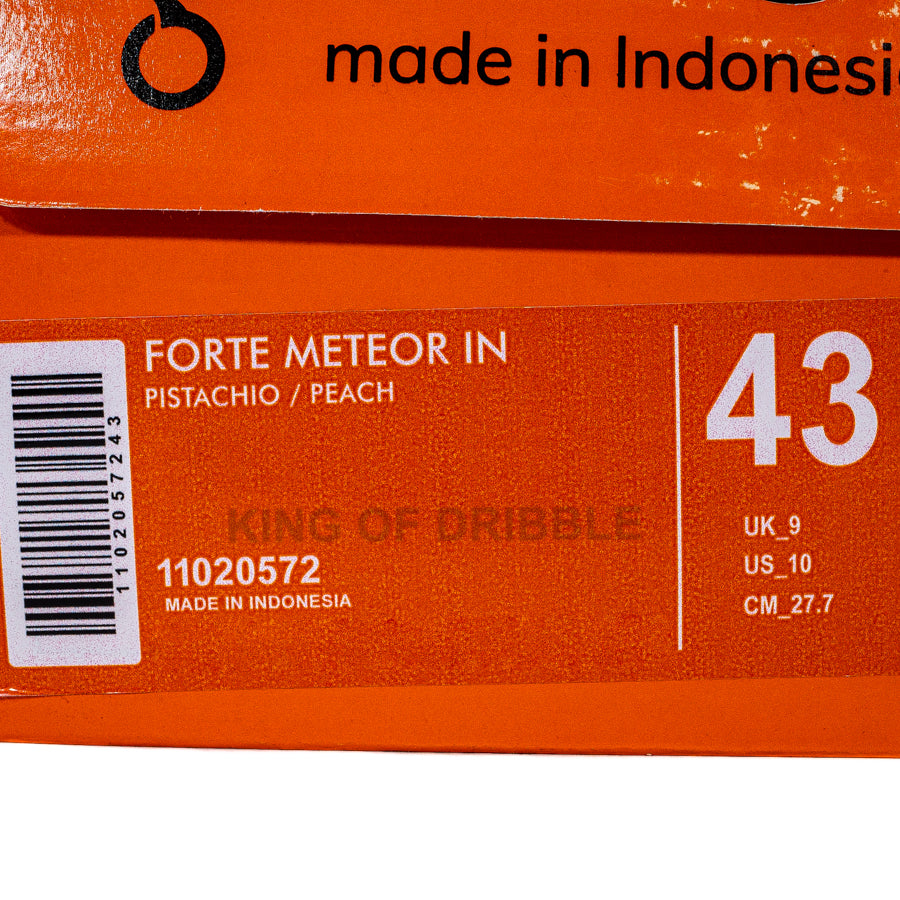 made in Indonesi
FORTE METEOR IN
PISTACHIO / PEACH
1102057243
KING OF DRIBBLE
11020572
MADE IN INDONESIA
43
UK_9
US_10
CM_27.7